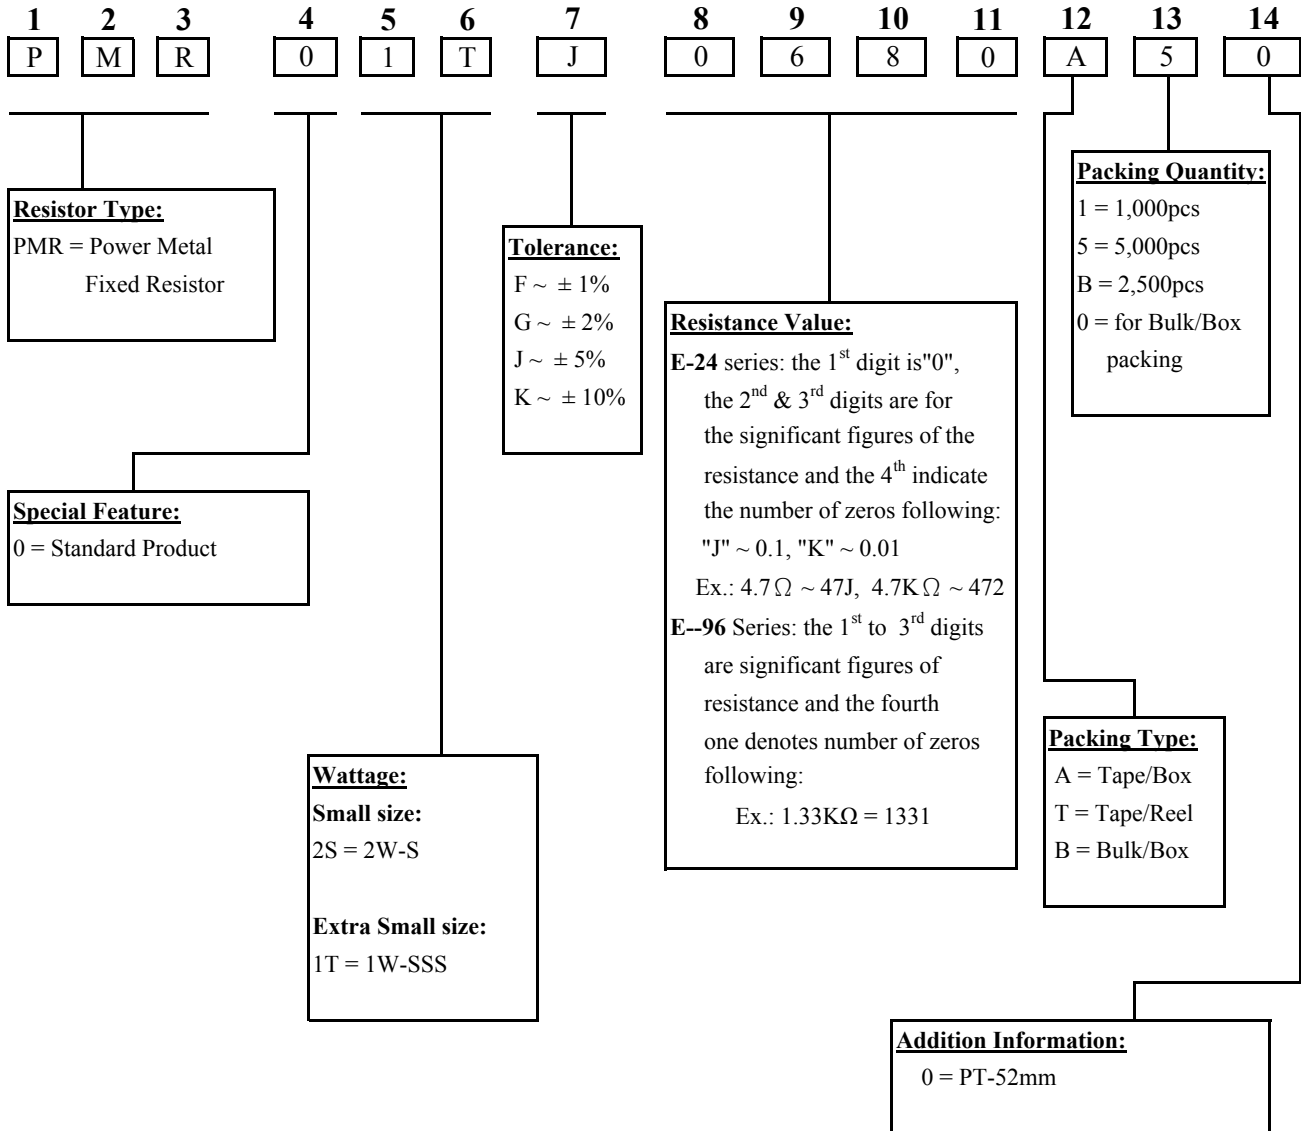 1 2 3 4 5 6 7 8 9 10 11 12 13 14
P M R 0 1 T J 0 6 8 0 A 5 0
Resistor Type:
PMR = Power Metal
Fixed Resistor
Special Feature:
0 = Standard Product
Wattage:
Small size:
2S = 2W-S
Extra Small size:
1T = 1W-SSS
Tolerance:
F ~ ± 1%
G ~ ± 2%
J ~ ± 5%
K ~ ± 10%
Resistance Value:
E-24 series: the 1st digit is"0",
the 2nd & 3rd digits are for
the significant figures of the
resistance and the 4th indicate
the number of zeros following:
"J" ~ 0.1, "K" ~ 0.01
Ex.: 4.7Ω ~ 47J, 4.7KΩ ~ 472
E--96 Series: the 1st to 3rd digits
are significant figures of
resistance and the fourth
one denotes number of zeros
following:
Ex.: 1.33KΩ = 1331
Packing Quantity:
1 = 1,000pcs
5 = 5,000pcs
B = 2,500pcs
0 = for Bulk/Box
packing
Packing Type:
A = Tape/Box
T = Tape/Reel
B = Bulk/Box
Addition Information:
0 = PT-52mm